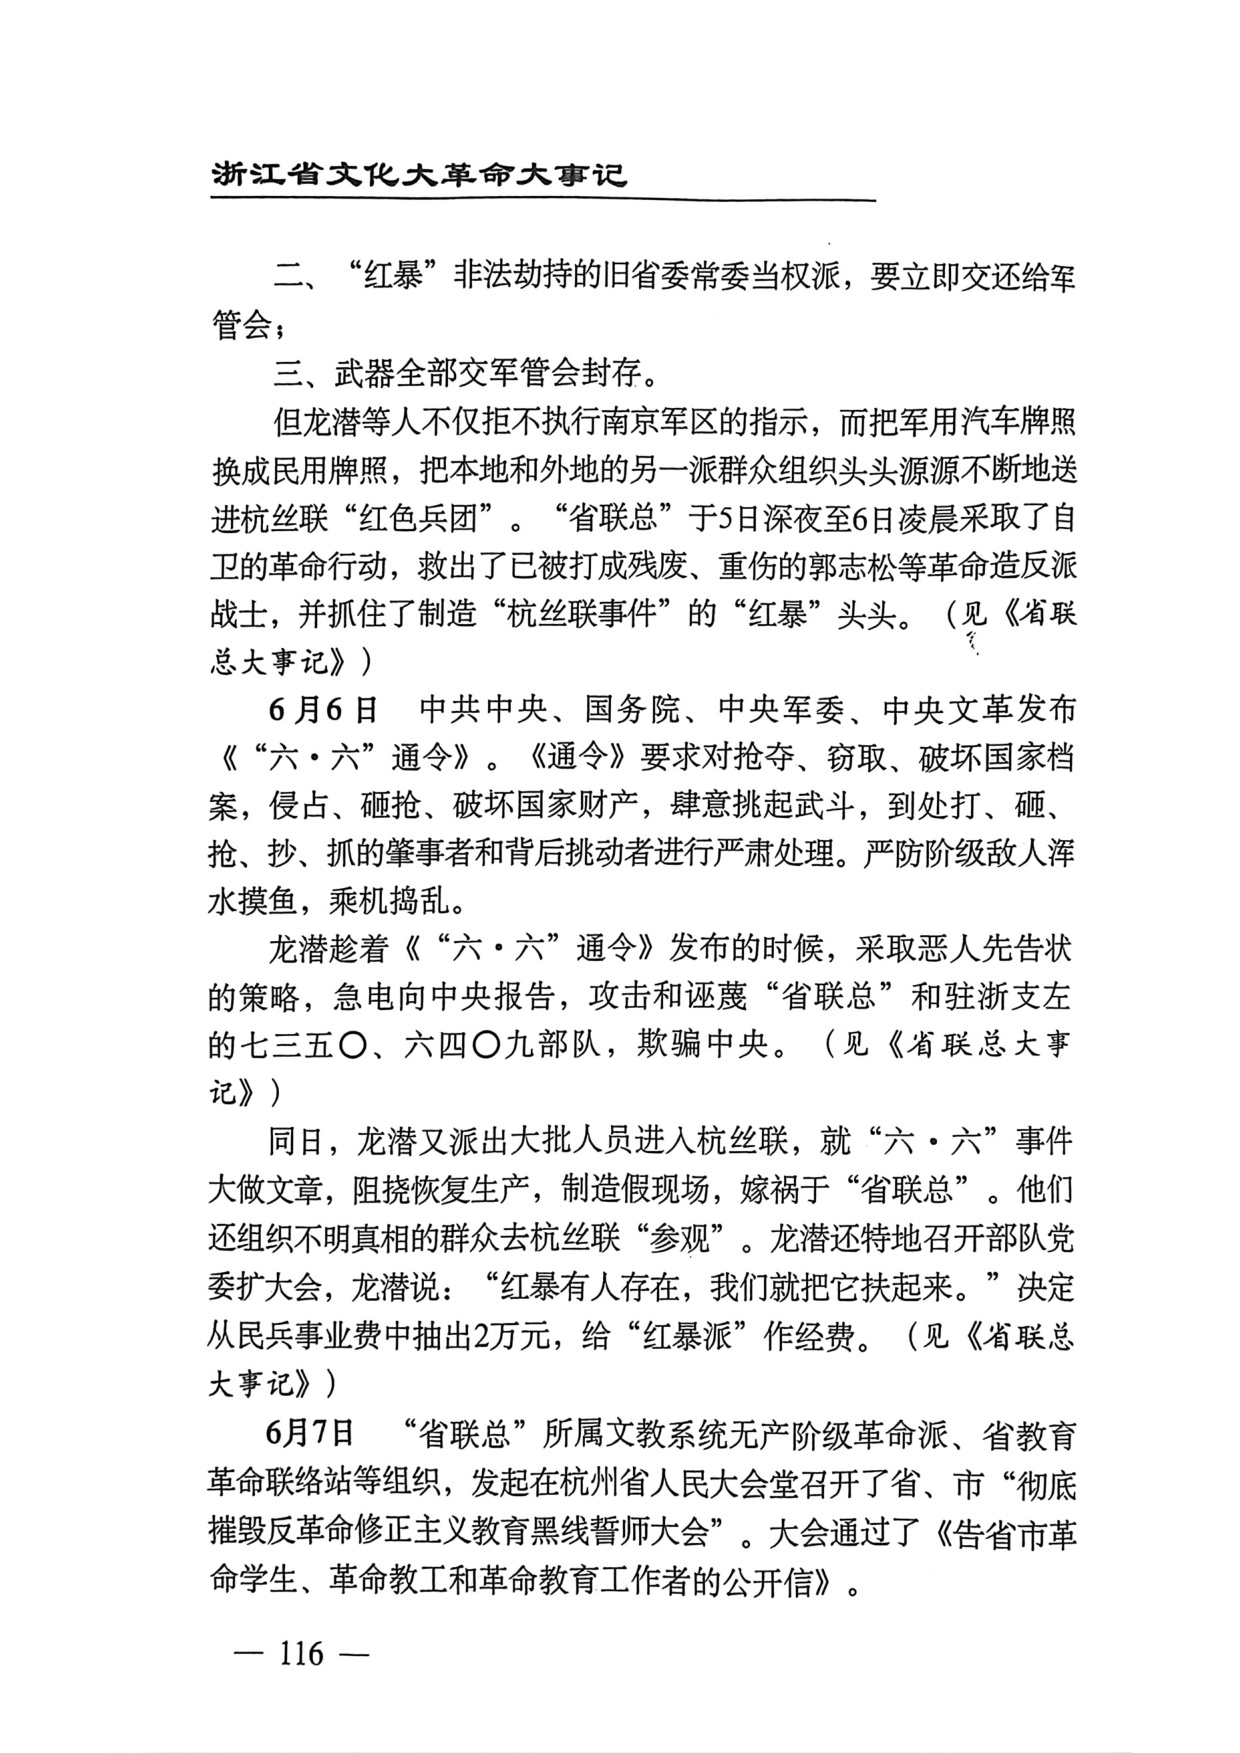 浙江省文化大革命大事记
二、“红暴”非法劫持的旧省委常委当权派，要立即交还给军
管会；
三、武器全部交军管会封存。
但龙潜等人不仅拒不执行南京军区的指示，而把军用汽车牌照
换成民用牌照，把本地和外地的另一派群众组织头头源源不断地送
进杭丝联“红色兵团”。“省联总”于5日深夜至6日凌晨采取了自
卫的革命行动，救出了已被打成残废、重伤的郭志松等革命造反派
战士，并抓住了制造“杭丝联事件”的“红暴”头头。（见《省联
总大事记》）
6月6日　中共中央、国务院、中央军委、中央文革发布
《“六·六”通令》。《通令》要求对抢夺、窃取、破坏国家档
案，侵占、砸抢、破坏国家财产，肆意挑起武斗，到处打、砸、
抢、抄、抓的肇事者和背后挑动者进行严肃处理。严防阶级敌人浑
水摸鱼，乘机捣乱。
龙潜趁着《“六·六”通令》发布的时候，采取恶人先告状
的策略，急电向中央报告，攻击和诬蔑“省联总”和驻浙支左
的七三五〇、六四〇九部队，欺骗中央。（见《省联总大事
记》）
同日，龙潜又派出大批人员进入杭丝联，就“六·六”事件
大做文章，阻挠恢复生产，制造假现场，嫁祸于“省联总”。他们
还组织不明真相的群众去杭丝联“参观”。龙潜还特地召开部队党
委扩大会，龙潜说：“红暴有人存在，我们就把它扶起来。”决定
从民兵事业费中抽出2万元，给“红暴派”作经费。（见《省联总
大事记》）
6月7日　“省联总”所属文教系统无产阶级革命派、省教育
革命联络站等组织，发起在杭州省人民大会堂召开了省、市“彻底
摧毁反革命修正主义教育黑线誓师大会”。大会通过了《告省市革
命学生、革命教工和革命教育工作者的公开信》。
— 116 —